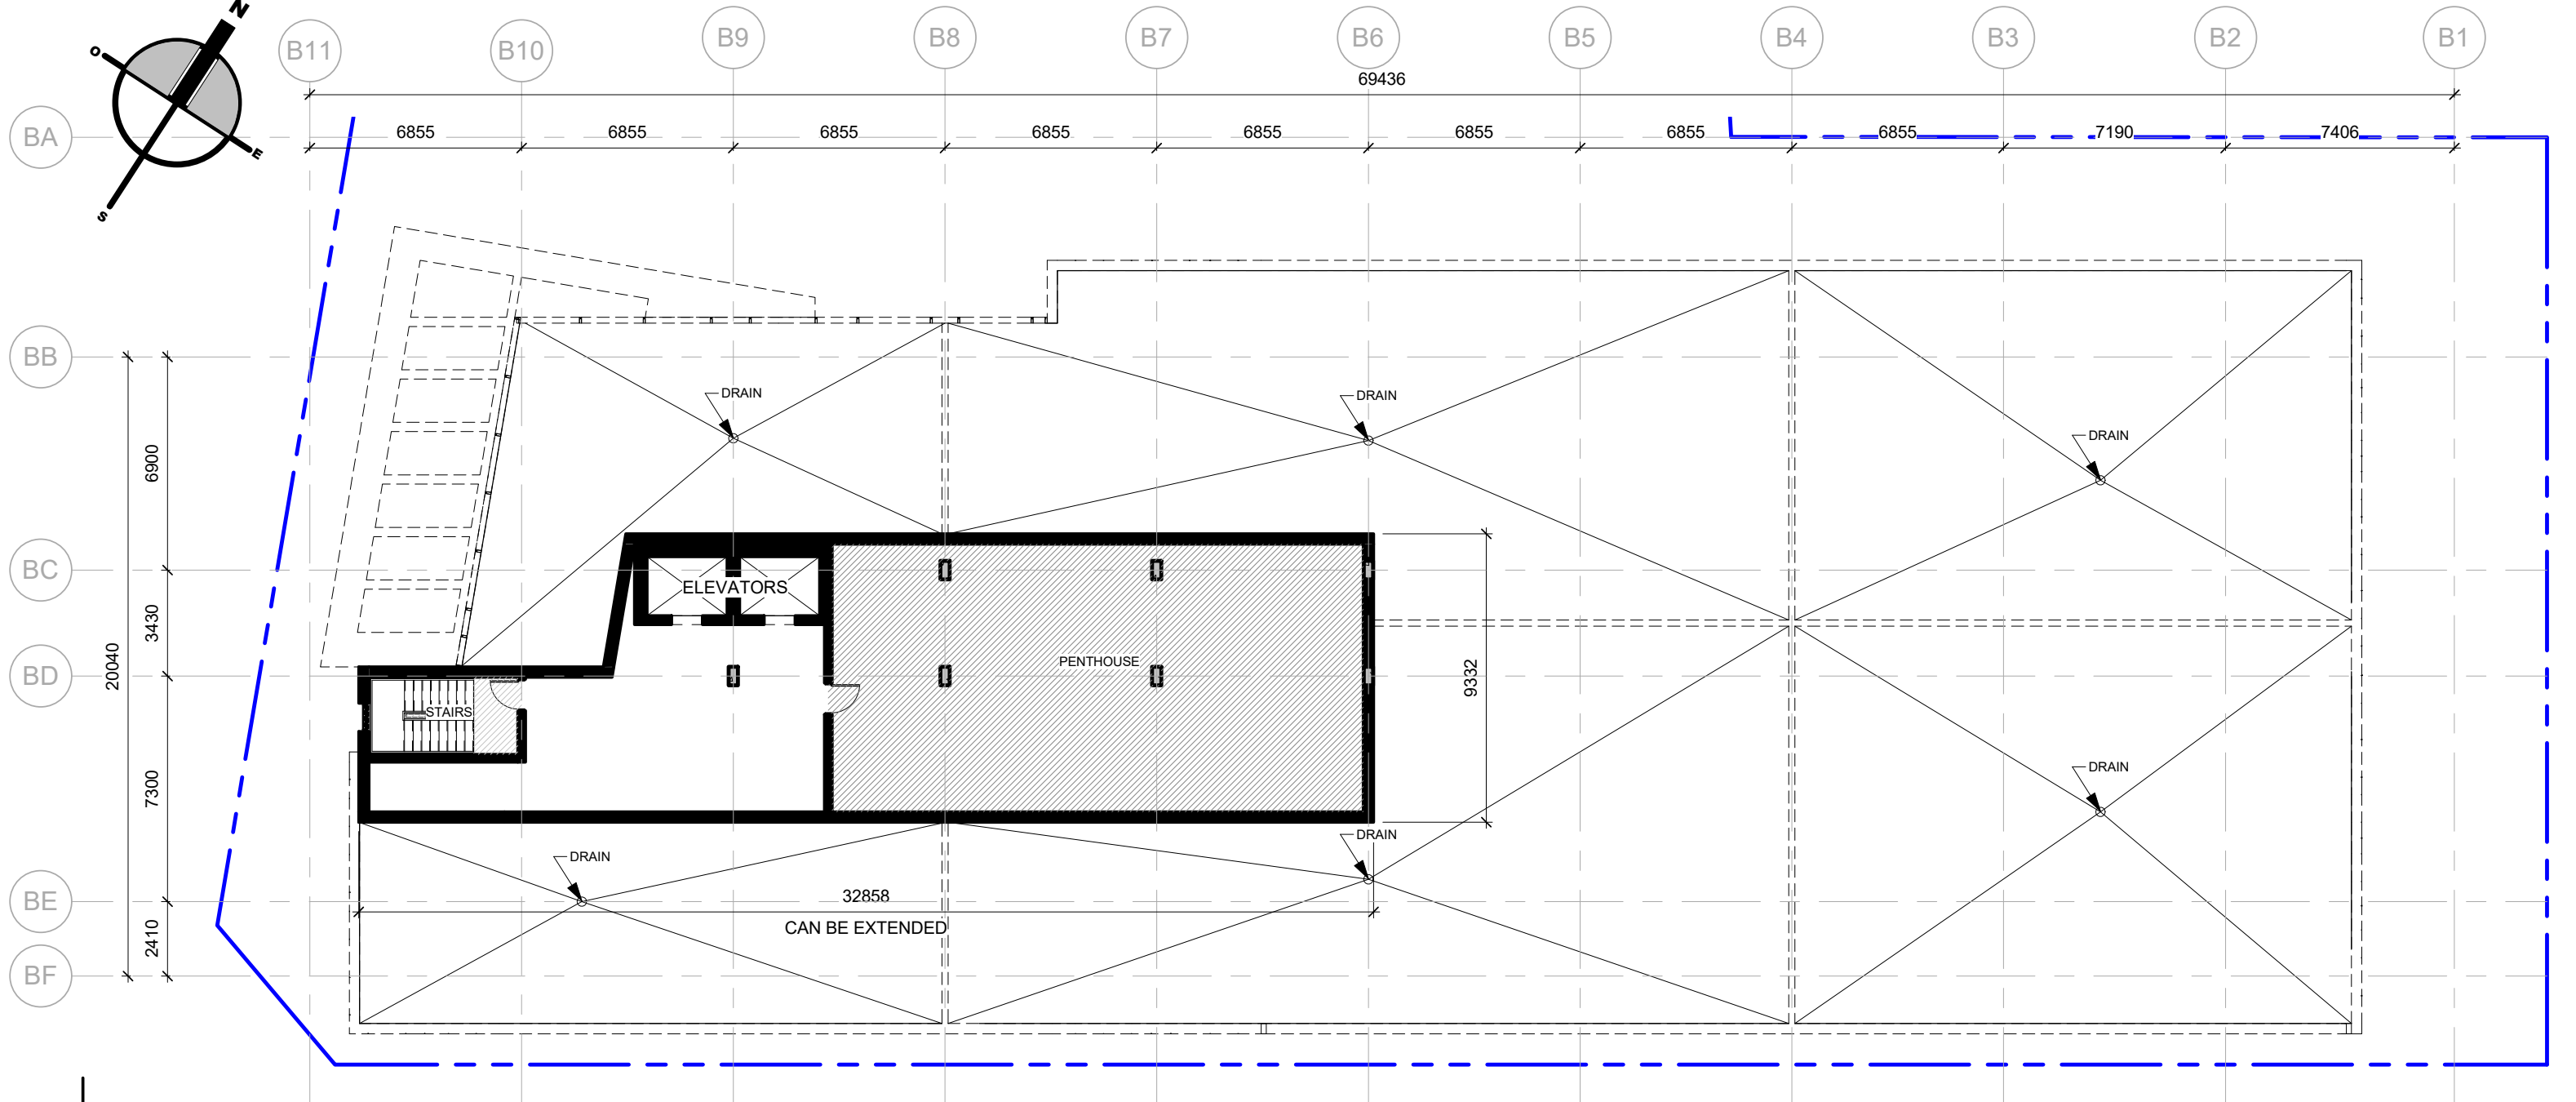 N
O
E
S
B11
B10
B9
B8
B7
B6
B5
B4
B3
B2
B1
69436
BA
6855
6855
6855
6855
6855
6855
6855
6855
7190
7406
BB
BC
BD
BE
BF
20040
6900
3430
7300
2410
DRAIN
DRAIN
DRAIN
ELEVATORS
PENTHOUSE
9332
STAIRS
DRAIN
DRAIN
DRAIN
32858
CAN BE EXTENDED